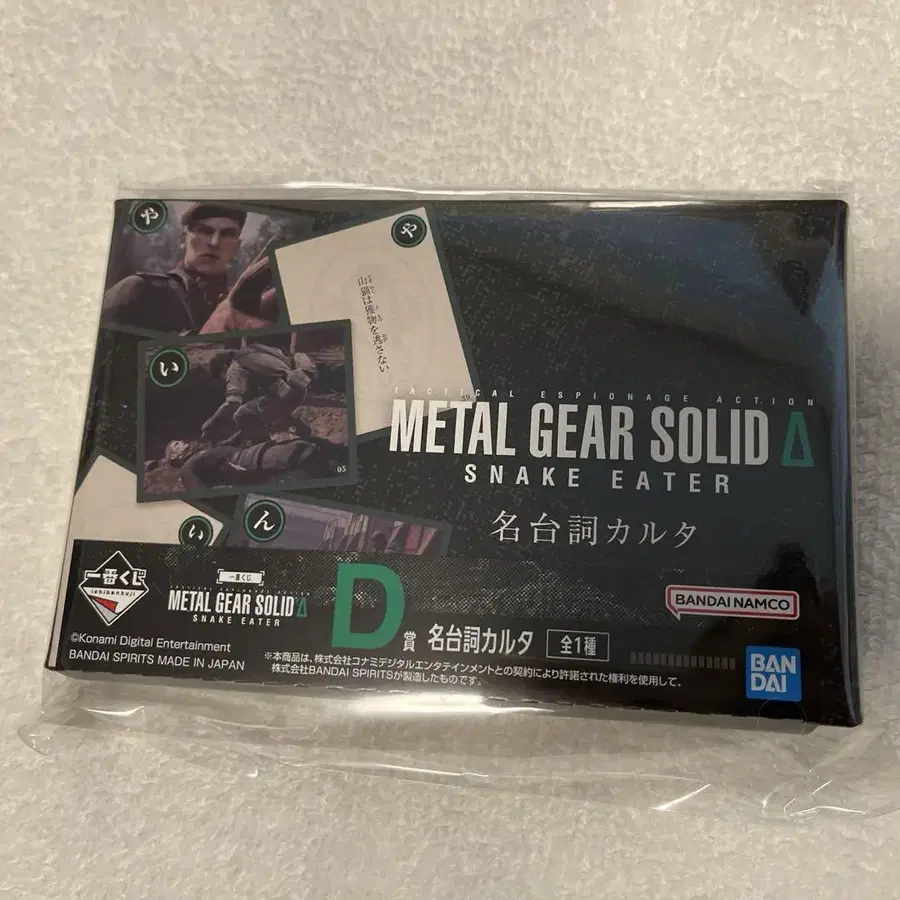 や
や
山猫は獲物を逃さない
い
05
い
ん
TACTICAL ESPIONAGE ACTION
METAL GEAR SOLID Δ
SNAKE EATER
名台詞カルタ
一番くじ
ichibankuji
一番くじ
TACTICAL ESPIONAGE ACTION
METAL GEAR SOLID Δ
SNAKE EATER
D賞 名台詞カルタ 全1種
BANDAI NAMCO
©Konami Digital Entertainment
BANDAI SPIRITS MADE IN JAPAN
※本商品は、株式会社コナミデジタルエンタテインメントとの契約により許諾された権利を使用して、
株式会社BANDAI SPIRITSが製造したものです。
BAN
DAI